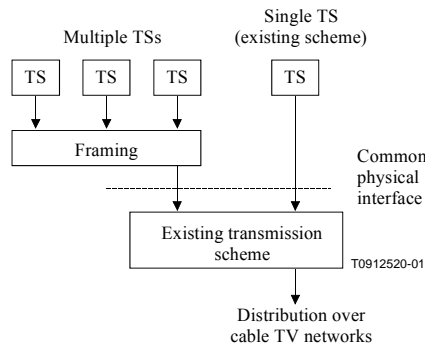 Multiple TSs
Single TS
(existing scheme)
TS
TS
TS
TS
Framing
Common
physical
interface
Existing transmission
scheme
T0912520-01
Distribution over
cable TV networks